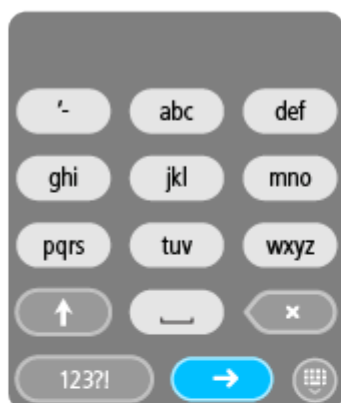 '- abc def
ghi jkl mno
pqrs tuv wxyz
123?!